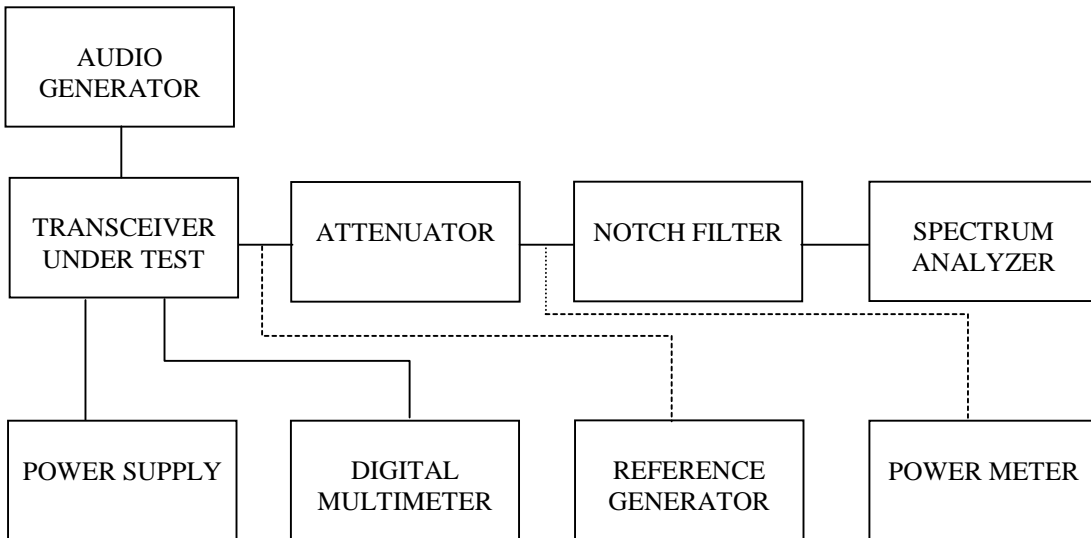 AUDIO
GENERATOR
TRANSCEIVER
UNDER TEST
ATTENUATOR
NOTCH FILTER
SPECTRUM
ANALYZER
POWER SUPPLY
DIGITAL
MULTIMETER
REFERENCE
GENERATOR
POWER METER